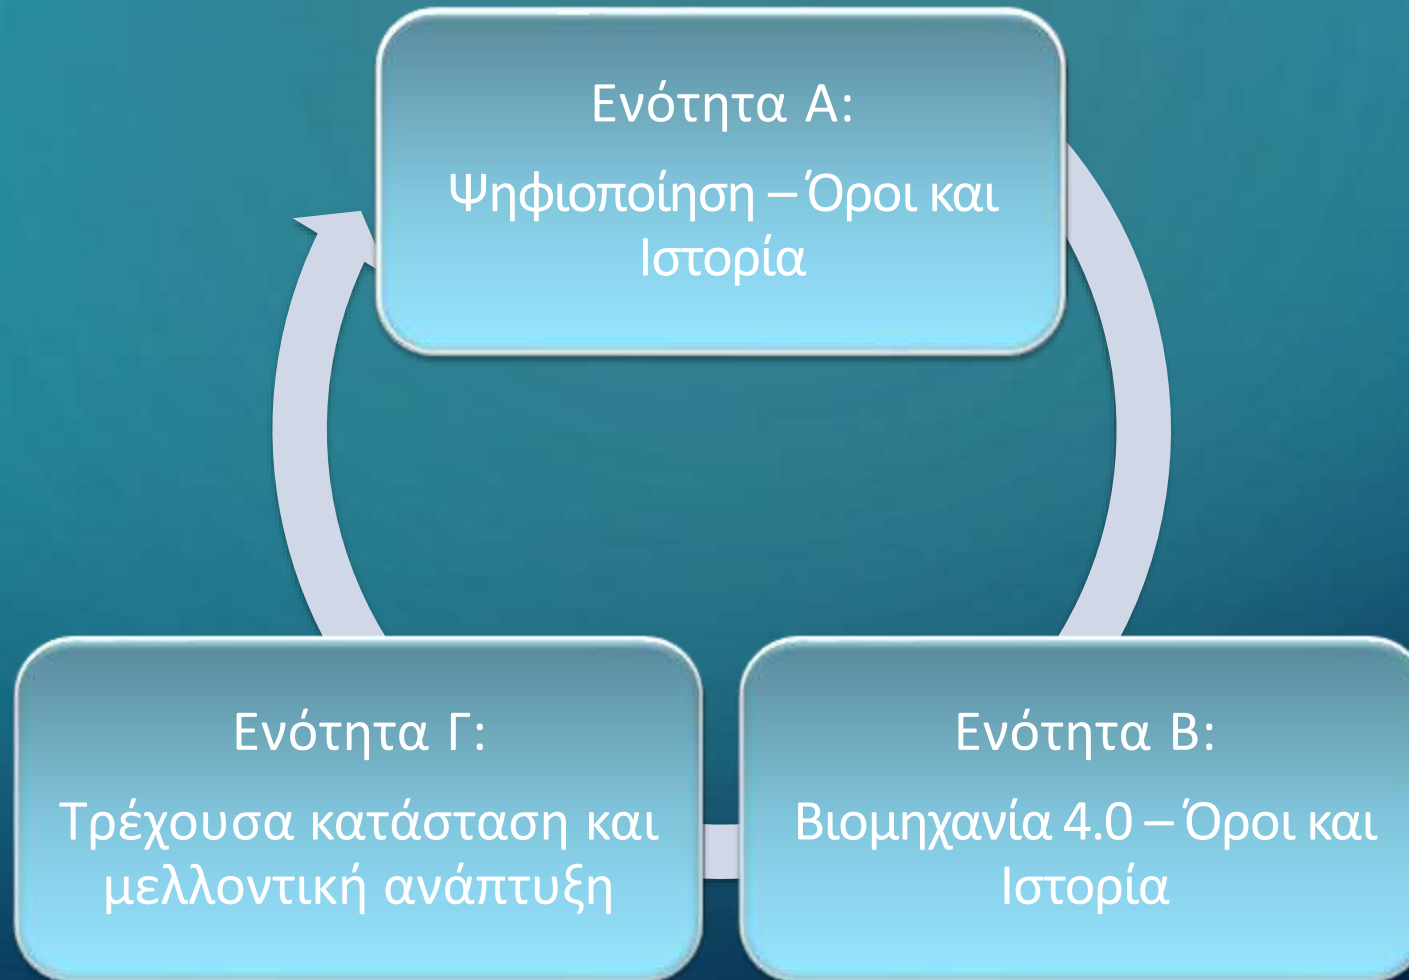 Ενότητα Α:
Ψηφιοποίηση – Όροι και
Ιστορία
Ενότητα Γ:
Τρέχουσα κατάσταση και
μελλοντική ανάπτυξη
Ενότητα Β:
Βιομηχανία 4.0 – Όροι και
Ιστορία